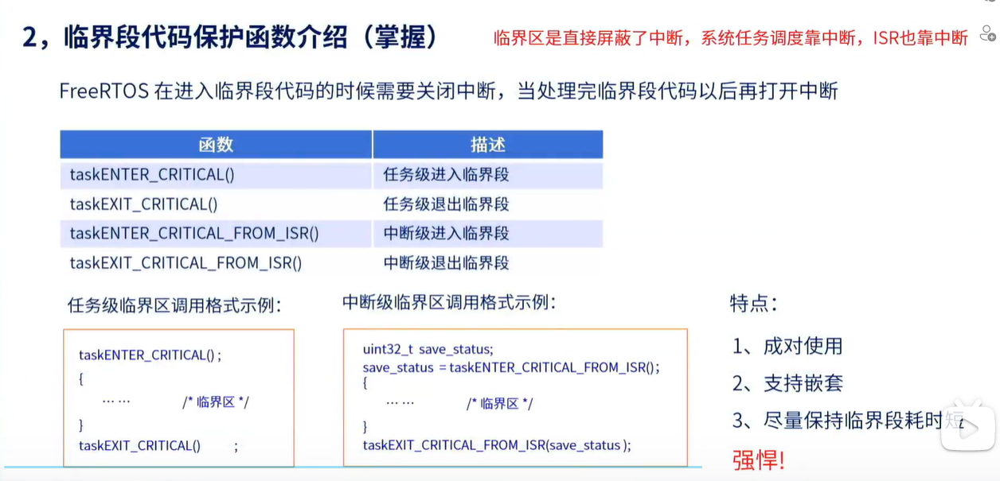 2，临界段代码保护函数介绍（掌握）
临界区是直接屏蔽了中断，系统任务调度靠中断，ISR也靠中断
FreeRTOS 在进入临界段代码的时候需要关闭中断，当处理完临界段代码以后再打开中断
函数 描述
taskENTER_CRITICAL() 任务级进入临界段
taskEXIT_CRITICAL() 任务级退出临界段
taskENTER_CRITICAL_FROM_ISR() 中断级进入临界段
taskEXIT_CRITICAL_FROM_ISR() 中断级退出临界段
任务级临界区调用格式示例：
taskENTER_CRITICAL() ;
{
… … /* 临界区 */
}
taskEXIT_CRITICAL() ;
中断级临界区调用格式示例：
uint32_t save_status;
save_status = taskENTER_CRITICAL_FROM_ISR();
{
… … /* 临界区 */
}
taskEXIT_CRITICAL_FROM_ISR(save_status );
特点：
1、成对使用
2、支持嵌套
3、尽量保持临界段耗时短
强悍!